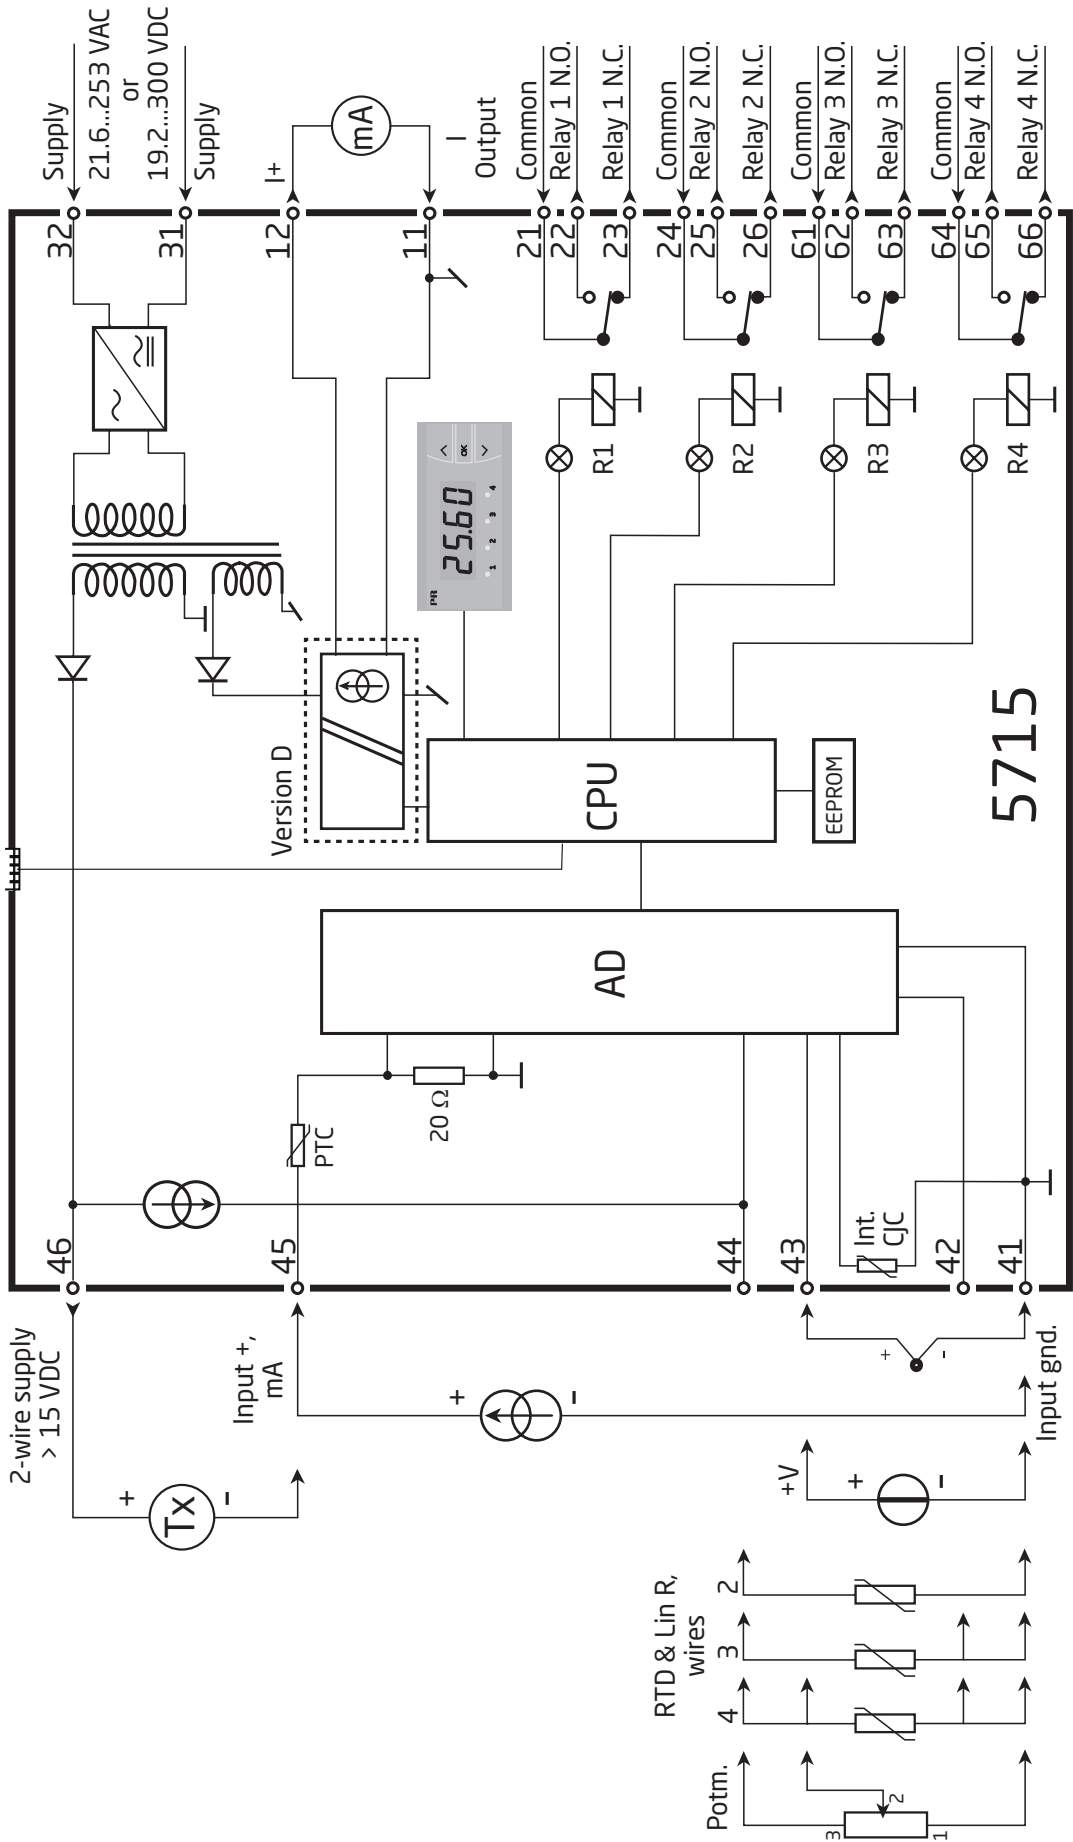 2-wire supply
> 15 VDC
Input +,
mA
RTD & Lin R,
wires
Potm.
4
3
2
+V
Tx
+
-
+
-
+
-
+
-
3
2
1
Input gnd.
46
45
44
43
42
41
PTC
20 Ω
Int.
CJC
AD
CPU
EEPROM
Version D
5715
PR
25.60
1
2
3
4
OK
R1
R2
R3
R4
32
31
12
11
21
22
23
24
25
26
61
62
63
64
65
66
Supply
21.6...253 VAC
or
19.2...300 VDC
Supply
I+
mA
I
Output
Common
Relay 1 N.O.
Relay 1 N.C.
Common
Relay 2 N.O.
Relay 2 N.C.
Common
Relay 3 N.O.
Relay 3 N.C.
Common
Relay 4 N.O.
Relay 4 N.C.